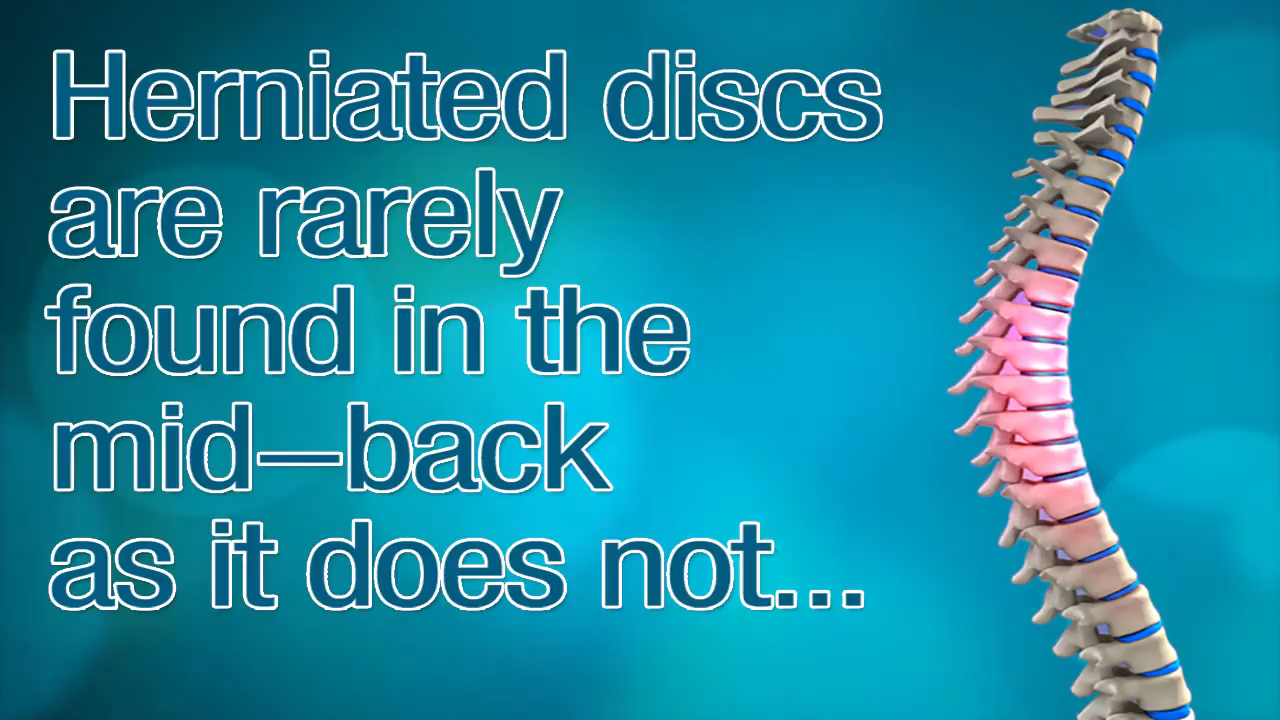 Herniated discs
are rarely
found in the
mid–back
as it does not...